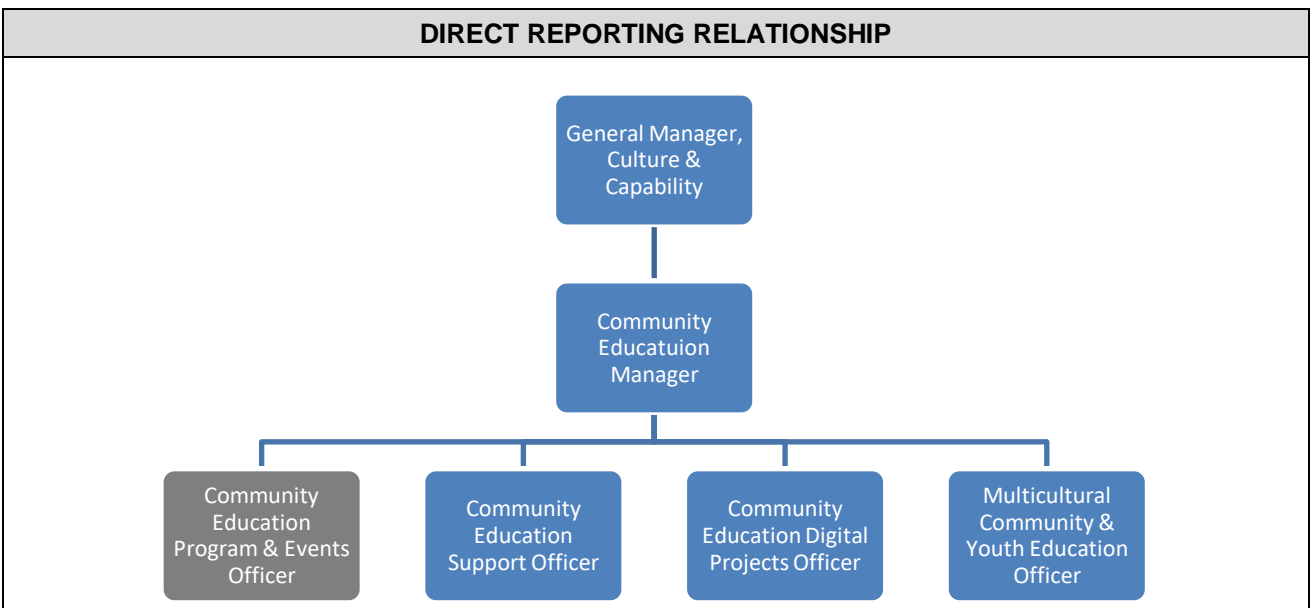 DIRECT REPORTING RELATIONSHIP
General Manager,
Culture &
Capability
Community
Educatuion
Manager
Community
Education
Program & Events
Officer
Community
Education
Support Officer
Community
Education Digital
Projects Officer
Multicultural
Community &
Youth Education
Officer